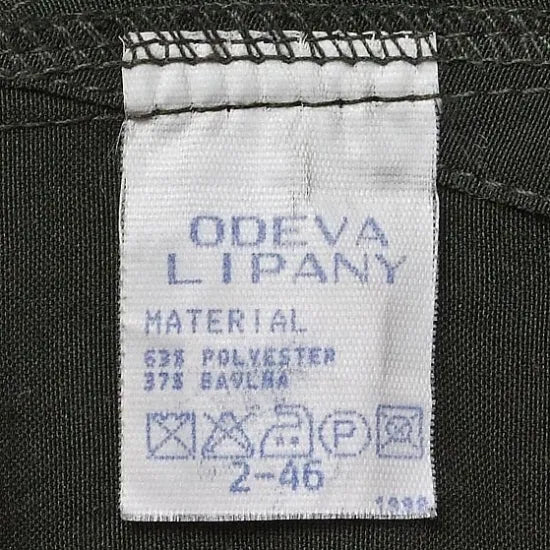 ODEVA
LIPANY
MATERIAL
63% POLYESTER
37% BAVLNA
P
2-46